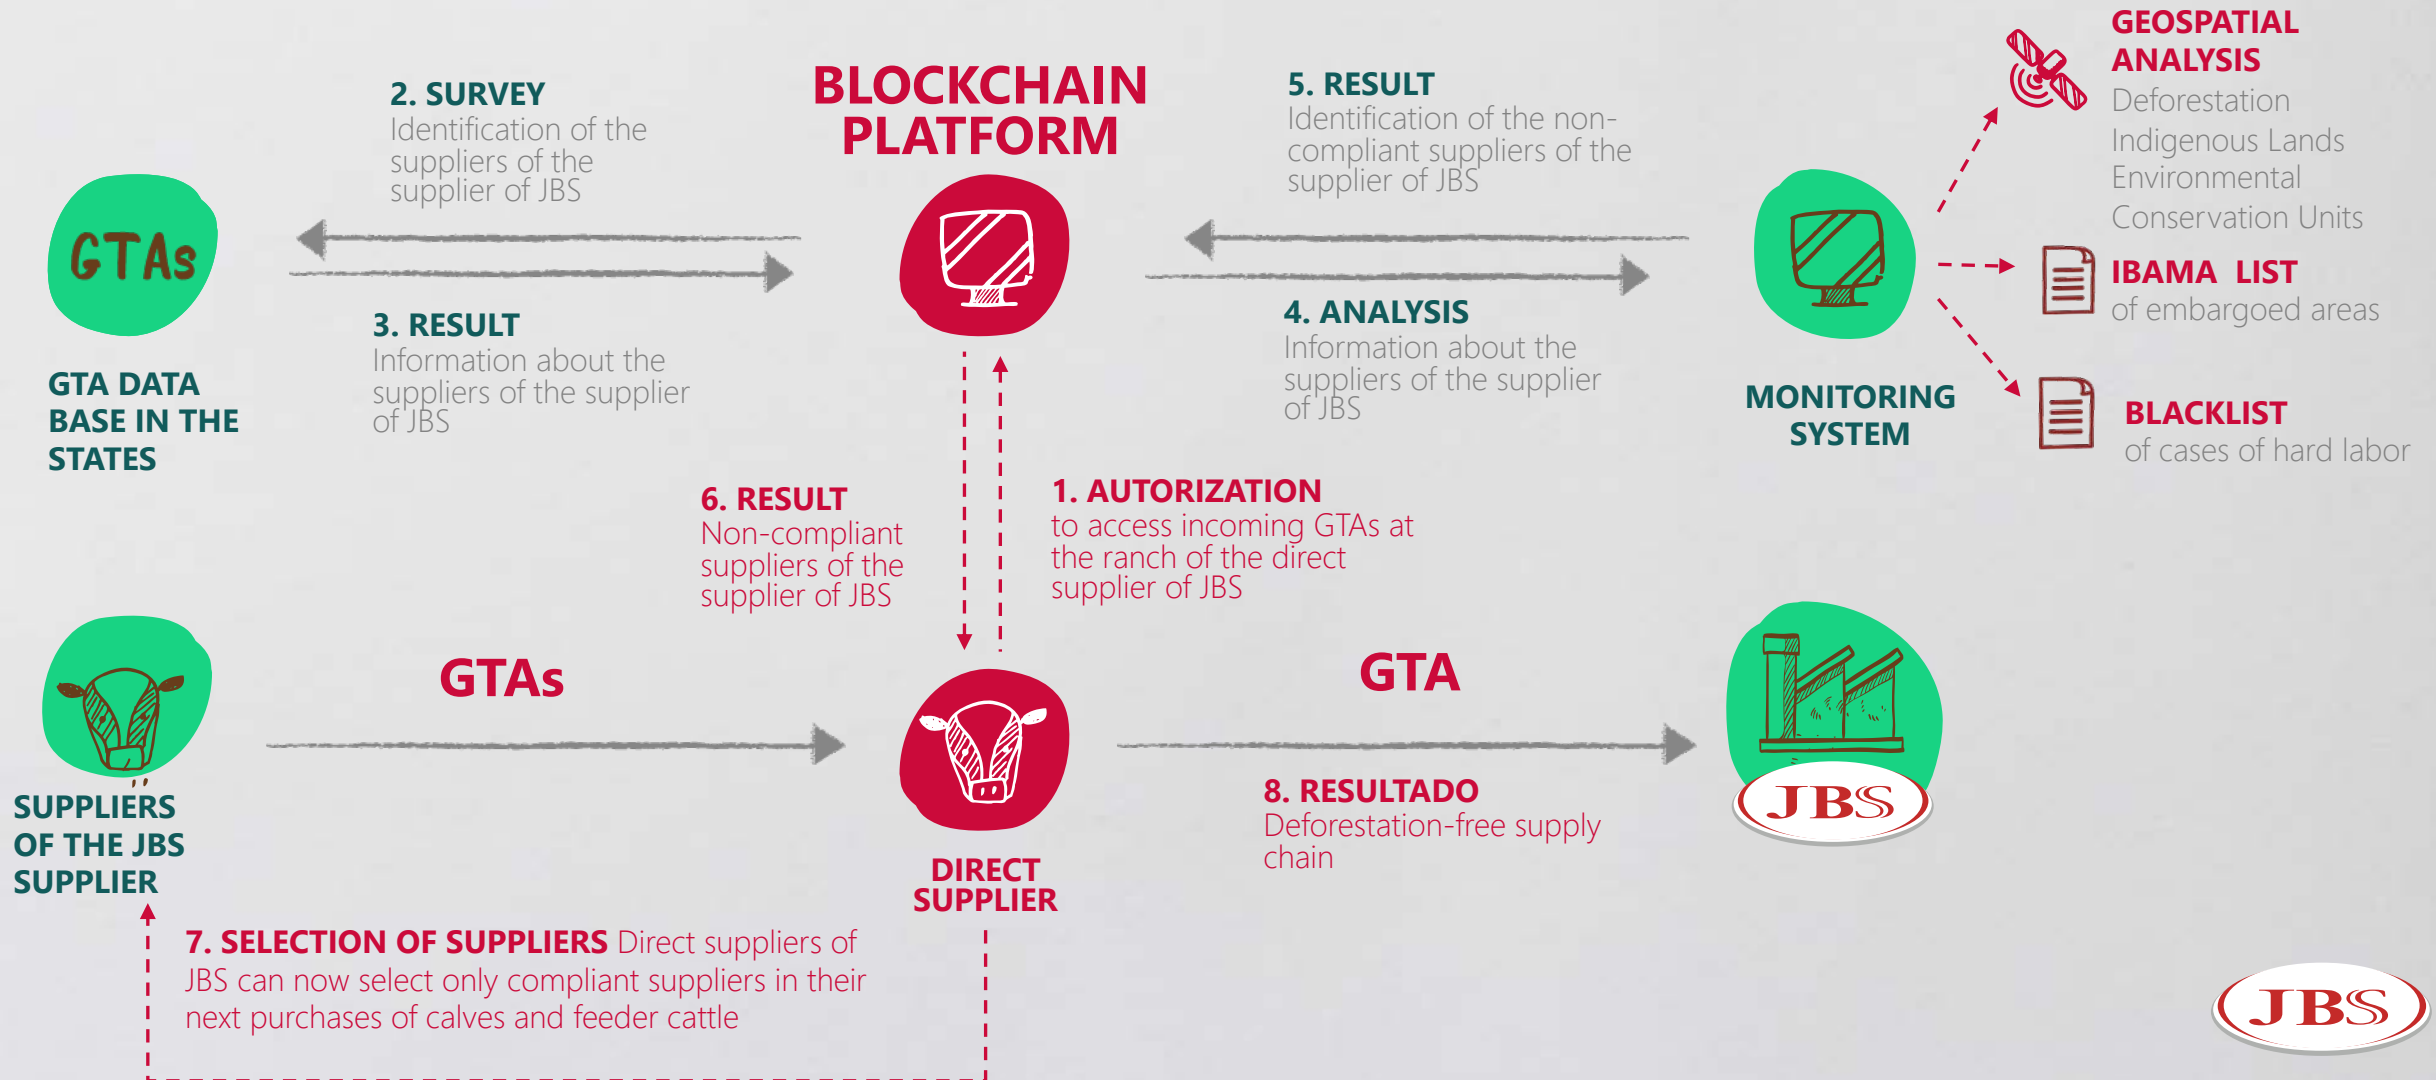 GEOSPATIAL
ANALYSIS
Deforestation
Indigenous Lands
Environmental
Conservation Units
BLOCKCHAIN
PLATFORM
2. SURVEY
Identification of the
suppliers of the
supplier of JBS
5. RESULT
Identification of the non-
compliant suppliers of the
supplier of JBS
GTAs
IBAMA LIST
of embargoed areas
3. RESULT
Information about the
suppliers of the supplier
of JBS
4. ANALYSIS
Information about the
suppliers of the supplier
of JBS
GTA DATA
BASE IN THE
STATES
MONITORING
SYSTEM
BLACKLIST
of cases of hard labor
6. RESULT
Non-compliant
suppliers of the
supplier of JBS
1. AUTORIZATION
to access incoming GTAs at
the ranch of the direct
supplier of JBS
GTAs
GTA
SUPPLIERS
OF THE JBS
SUPPLIER
8. RESULTADO
Deforestation-free supply
chain
JBS
DIRECT
SUPPLIER
7. SELECTION OF SUPPLIERS Direct suppliers of
JBS can now select only compliant suppliers in their
next purchases of calves and feeder cattle
JBS